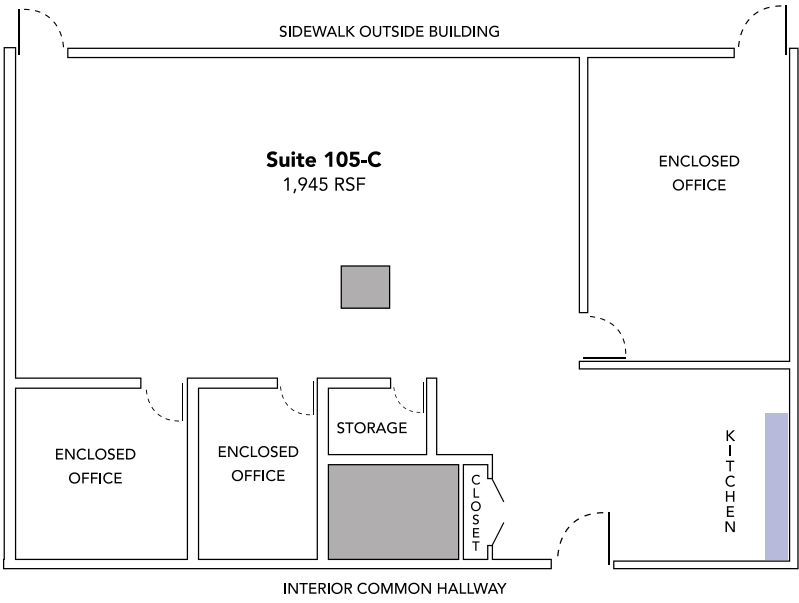 SIDEWALK OUTSIDE BUILDING
Suite 105-C
1,945 RSF
ENCLOSED
OFFICE
ENCLOSED
OFFICE
ENCLOSED
OFFICE
STORAGE
CLOSET
KITCHEN
INTERIOR COMMON HALLWAY